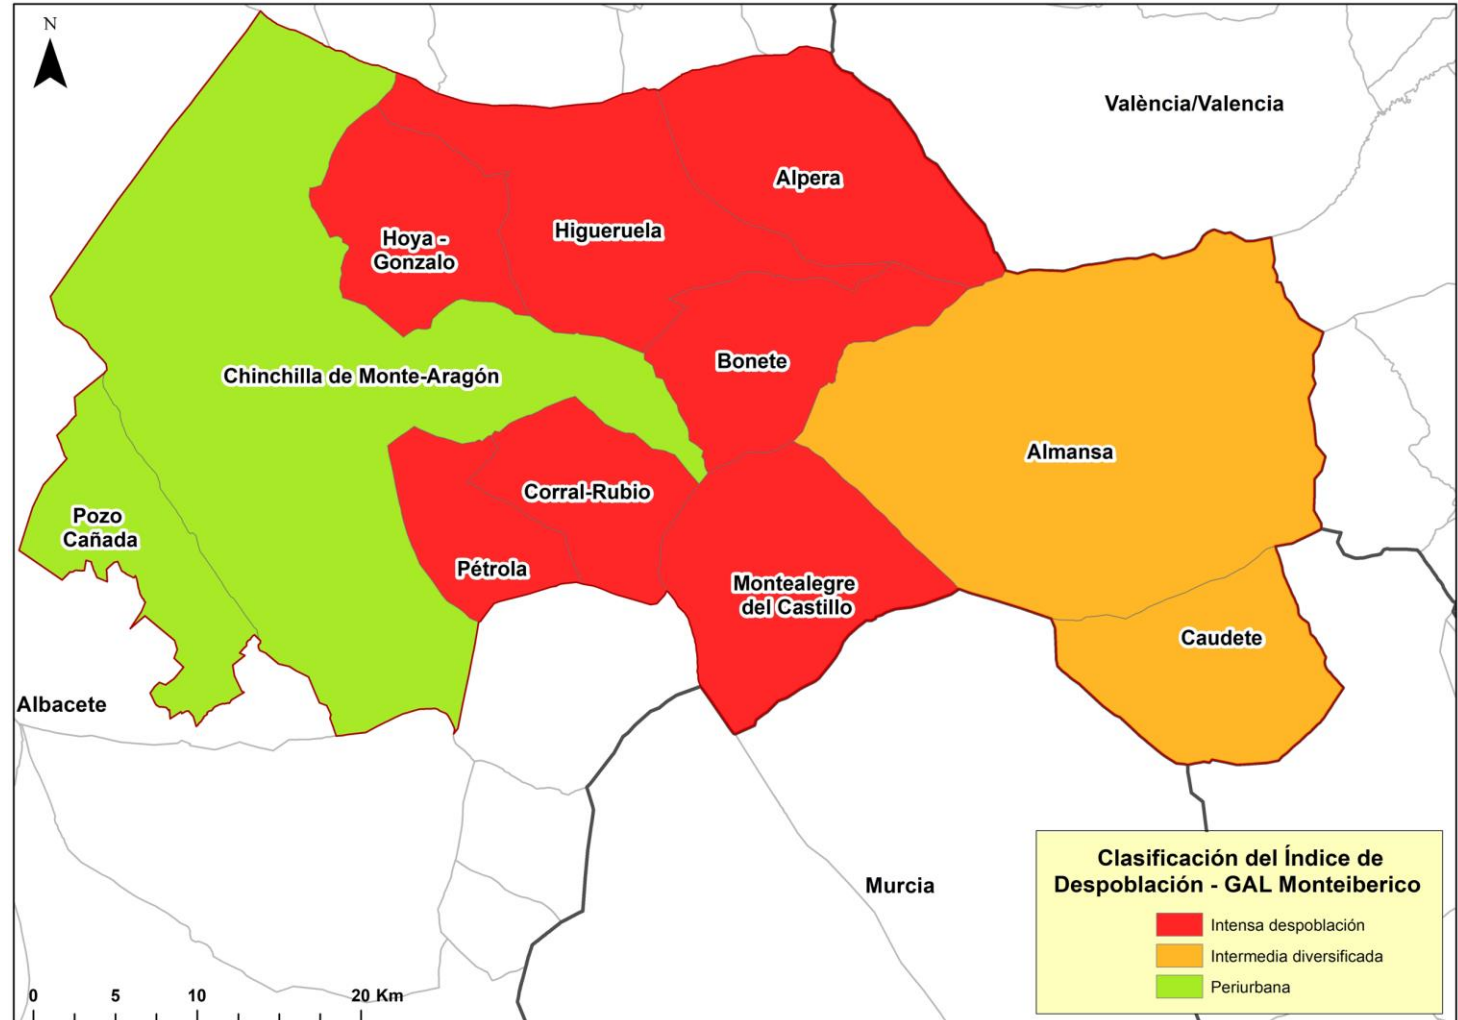 N
València/Valencia
Alpera
Hoya -
Gonzalo
Higueruela
Bonete
Chinchilla de Monte-Aragón
Almansa
Corral-Rubio
Pozo
Cañada
Pétrola
Montealegre
del Castillo
Caudete
Albacete
Murcia
Clasificación del Índice de
Despoblación - GAL Monteiberico
Intensa despoblación
Intermedia diversificada
Periurbana
0 5 10 20 Km